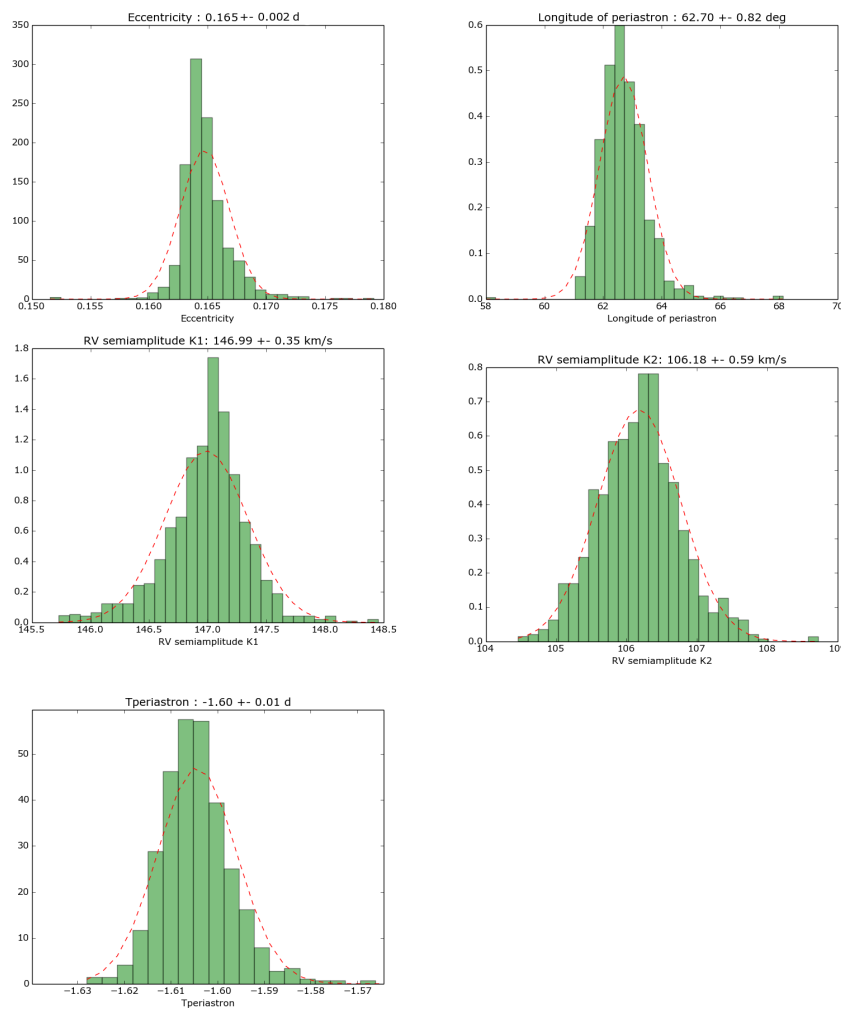 Eccentricity : 0.165+- 0.002 d
350
300
250
200
150
100
50
0
0.150 0.155 0.160 0.165 0.170 0.175 0.180
Eccentricity
Longitude of periastron : 62.70 +- 0.82 deg
0.6
0.5
0.4
0.3
0.2
0.1
0.0
58 60 62 64 66 68 70
Longitude of periastron
RV semiamplitude K1: 146.99 +- 0.35 km/s
1.8
1.6
1.4
1.2
1.0
0.8
0.6
0.4
0.2
0.0
145.5 146.0 146.5 147.0 147.5 148.0 148.5
RV semiamplitude K1
RV semiamplitude K2: 106.18 +- 0.59 km/s
0.8
0.7
0.6
0.5
0.4
0.3
0.2
0.1
0.0
104 105 106 107 108
RV semiamplitude K2
Tperiastron : -1.60 +- 0.01 d
50
40
30
20
10
0
−1.63 −1.62 −1.61 −1.60 −1.59 −1.58 −1.57
Tperiastron